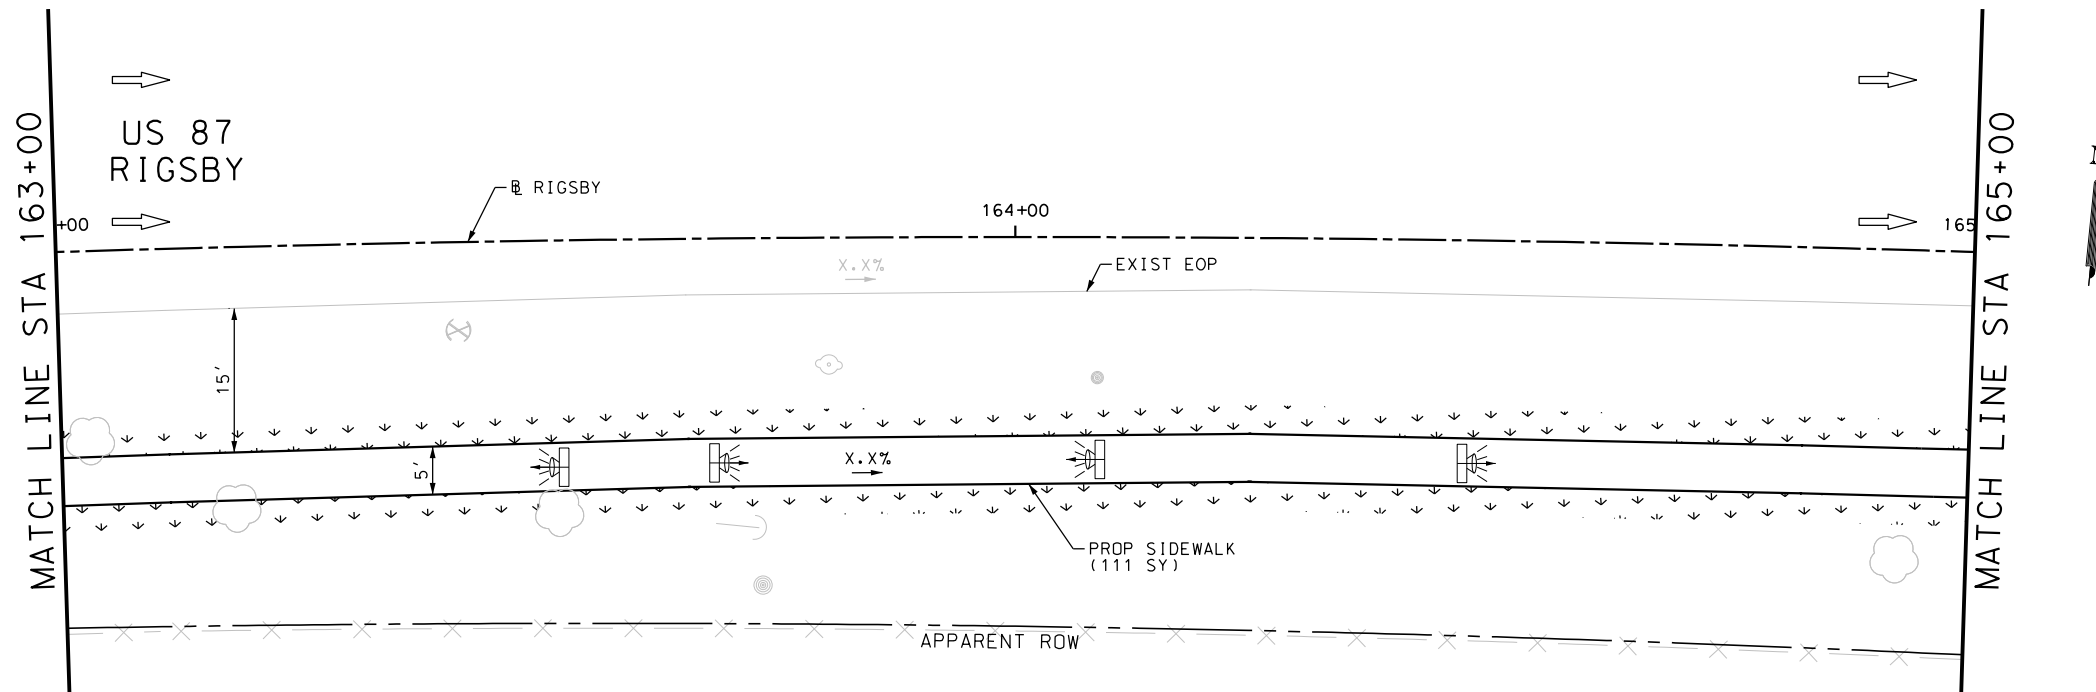 MATCH LINE STA 163+00
US 87
RIGSBY
+00
℄ RIGSBY
164+00
165
X.X%
EXIST EOP
15'
5'
X.X%
PROP SIDEWALK
(111 SY)
APPARENT ROW
MATCH LINE STA 165+00